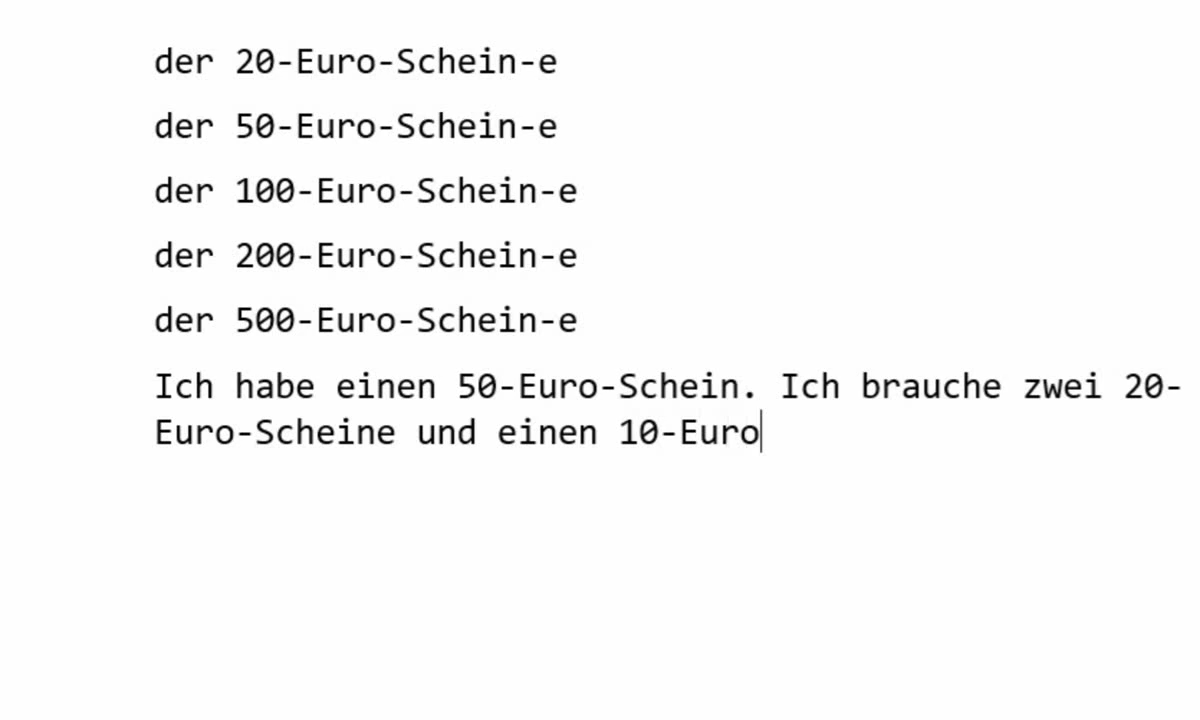 der 20-Euro-Schein-e
der 50-Euro-Schein-e
der 100-Euro-Schein-e
der 200-Euro-Schein-e
der 500-Euro-Schein-e
Ich habe einen 50-Euro-Schein. Ich brauche zwei 20-
Euro-Scheine und einen 10-Euro